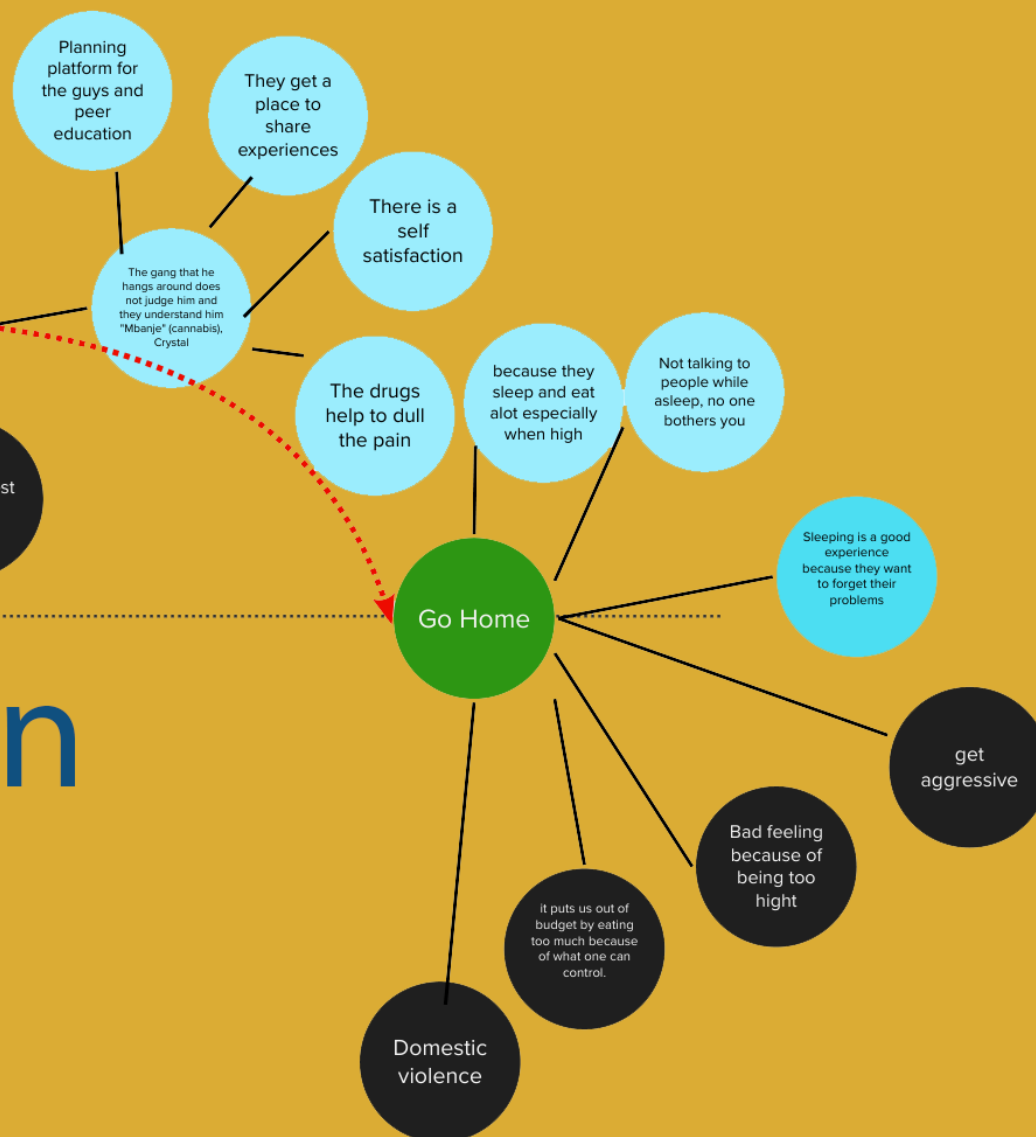 Planning
platform for
the guys and
peer
education
They get a
place to
share
experiences
There is a
self
satisfaction
The gang that he
hangs around does
not judge him and
they understand him
"Mbanje" (cannabis),
Crystal
The drugs
help to dull
the pain
because they
sleep and eat
alot especially
when high
Not talking to
people while
asleep, no one
bothers you
st
Sleeping is a good
experience
because they want
to forget their
problems
Go Home
n
get
aggressive
Bad feeling
because of
being too
hight
it puts us out of
budget by eating
too much because
of what one can
control.
Domestic
violence